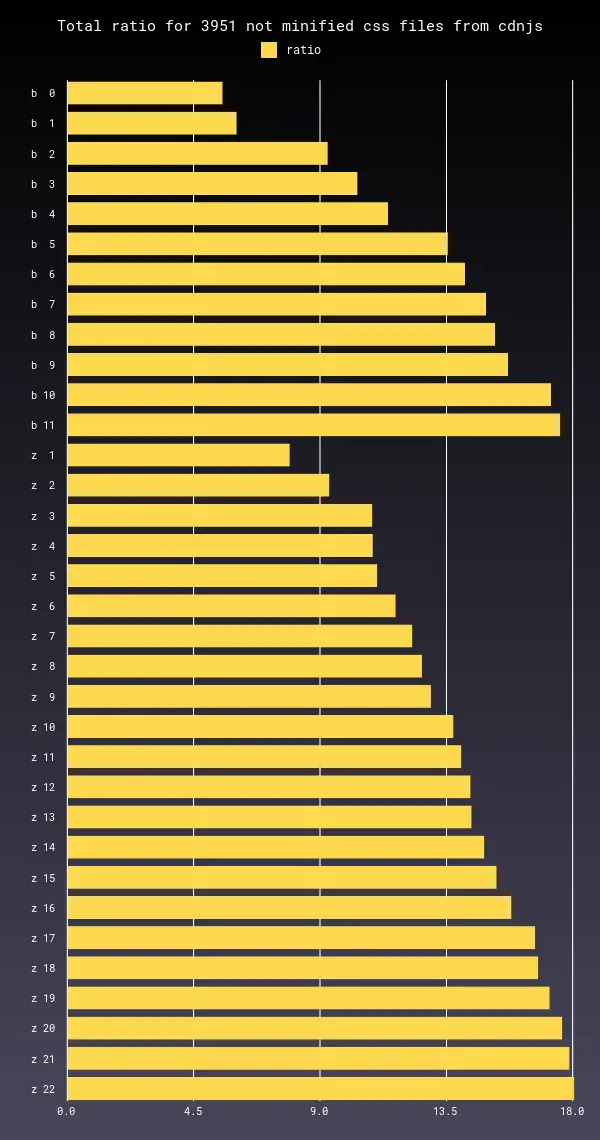 Total ratio for 3951 not minified css files from cdnjs
ratio
b 0
b 1
b 2
b 3
b 4
b 5
b 6
b 7
b 8
b 9
b 10
b 11
z 1
z 2
z 3
z 4
z 5
z 6
z 7
z 8
z 9
z 10
z 11
z 12
z 13
z 14
z 15
z 16
z 17
z 18
z 19
z 20
z 21
z 22
0.0 4.5 9.0 13.5 18.0